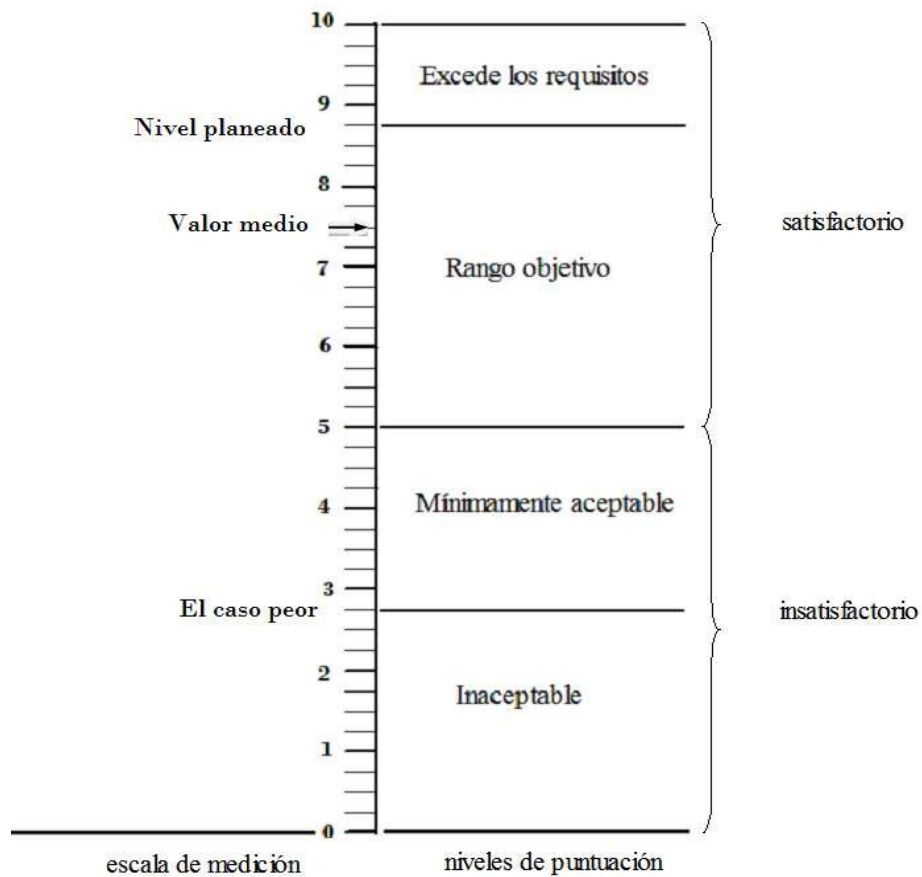 10
Excede los requisitos
9
Nivel planeado
8
Valor medio
satisfactorio
7
Rango objetivo
6
5
4
Mínimamente aceptable
3
El caso peor
insatisfactorio
2
Inaceptable
1
0
escala de medición
niveles de puntuación